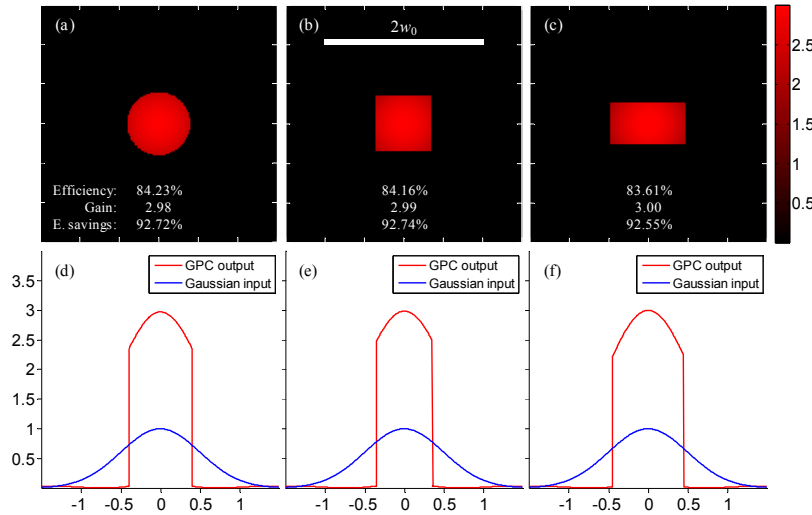 (a)
(b)
(c)
2w₀
2.5
2
1.5
1
0.5
Efficiency: 84.23% 84.16% 83.61%
Gain: 2.98 2.99 3.00
E. savings: 92.72% 92.74% 92.55%
(d)
GPC output
Gaussian input
(e)
GPC output
Gaussian input
(f)
GPC output
Gaussian input
3.5
3
2.5
2
1.5
1
0.5
-1 -0.5 0 0.5 1
-1 -0.5 0 0.5 1
-1 -0.5 0 0.5 1